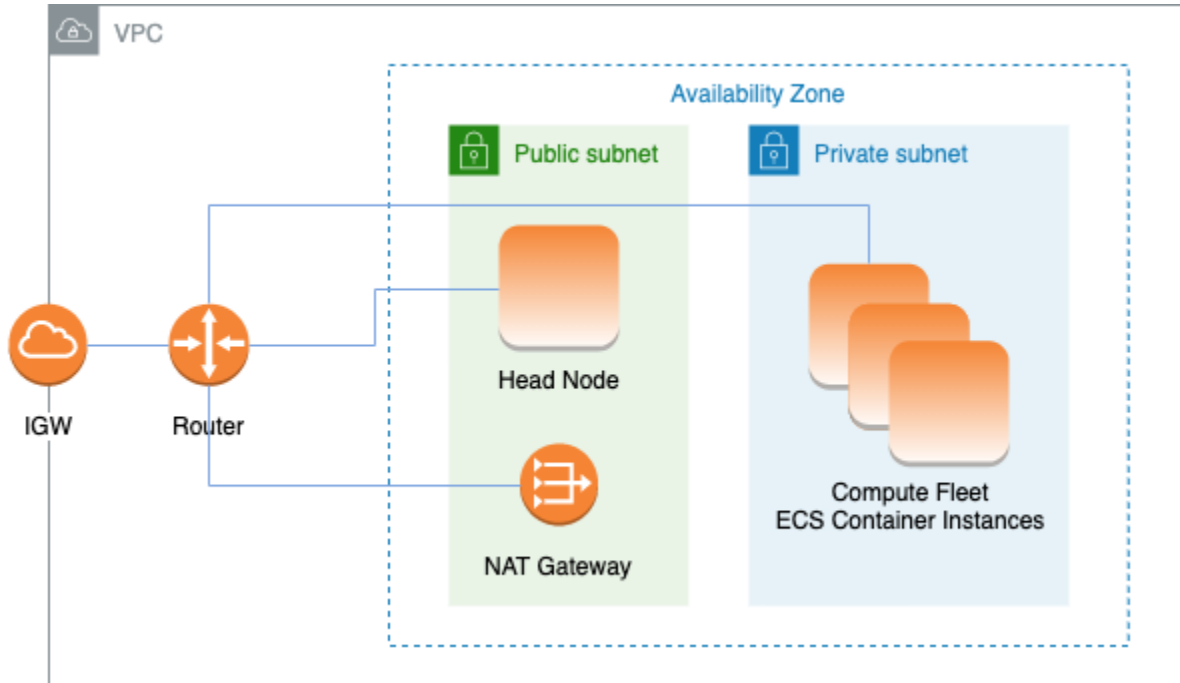 VPC
Availability Zone
Public subnet
Private subnet
Head Node
IGW
Router
Compute Fleet
ECS Container Instances
NAT Gateway